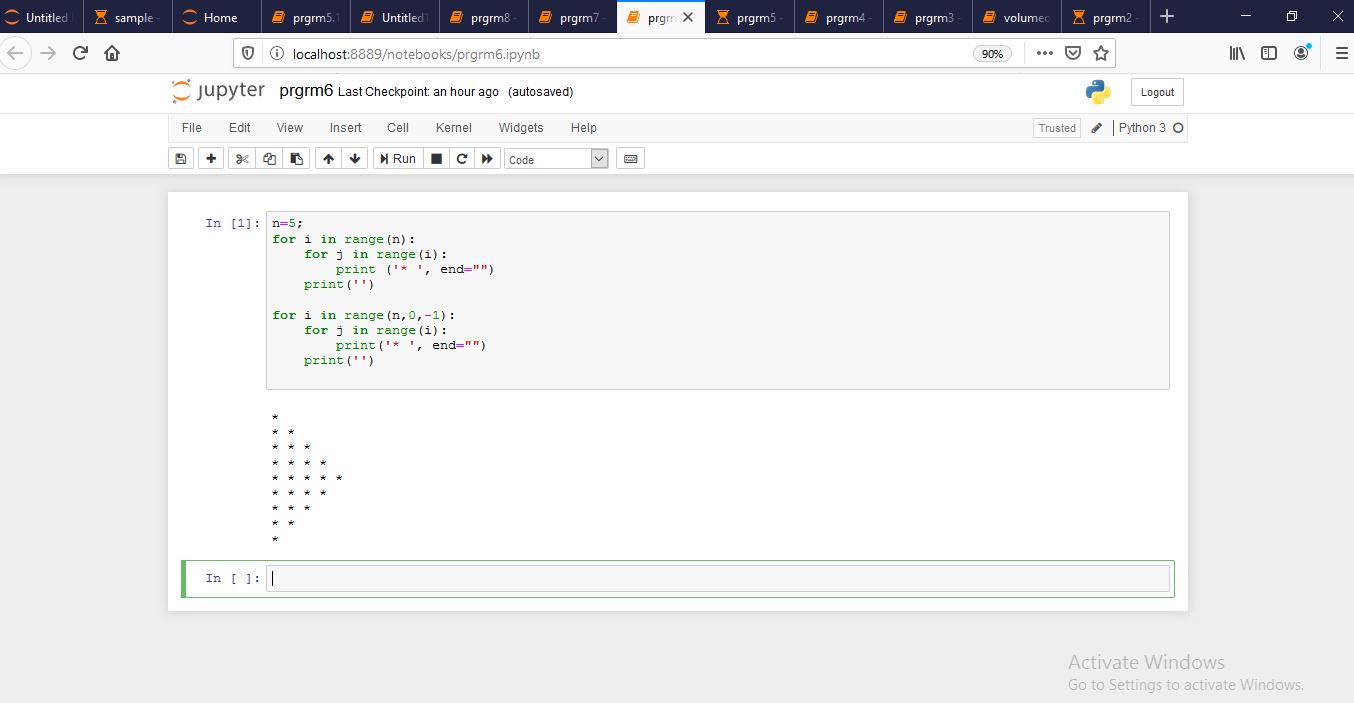 Untitled sample - Home prgrm5.1 Untitled1 prgrm8 - prgrm7 - prgrm prgrm5 - prgrm4 - prgrm3 - volumec prgrm2 -
localhost:8889/notebooks/prgrm6.ipynb 90%
jupyter prgrm6 Last Checkpoint: an hour ago (autosaved) Logout
File Edit View Insert Cell Kernel Widgets Help Trusted Python 3
Run Code
In [1]: n=5;
for i in range(n):
    for j in range(i):
        print ('* ', end="")
    print('')
for i in range(n,0,-1):
    for j in range(i):
        print('* ', end="")
    print('')
*
* *
* * *
* * * *
* * * * *
* * * *
* * *
* *
*
In [ ]:
Activate Windows
Go to Settings to activate Windows.